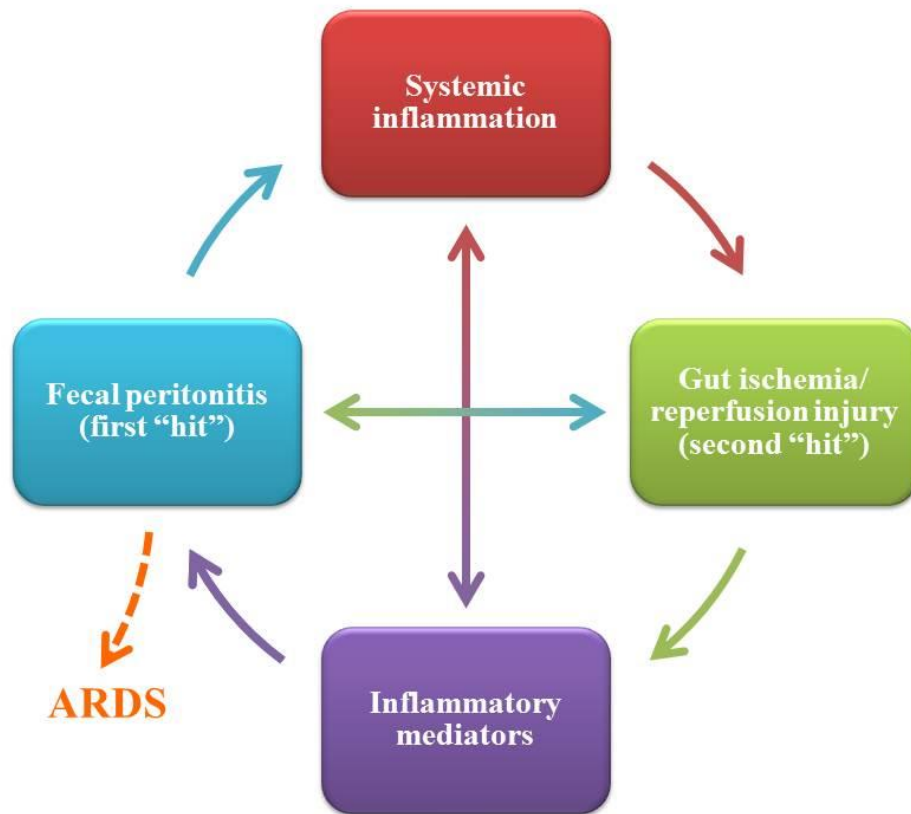 Systemic
inflammation
Fecal peritonitis
(first “hit”)
Gut ischemia/
reperfusion injury
(second “hit”)
ARDS
Inflammatory
mediators